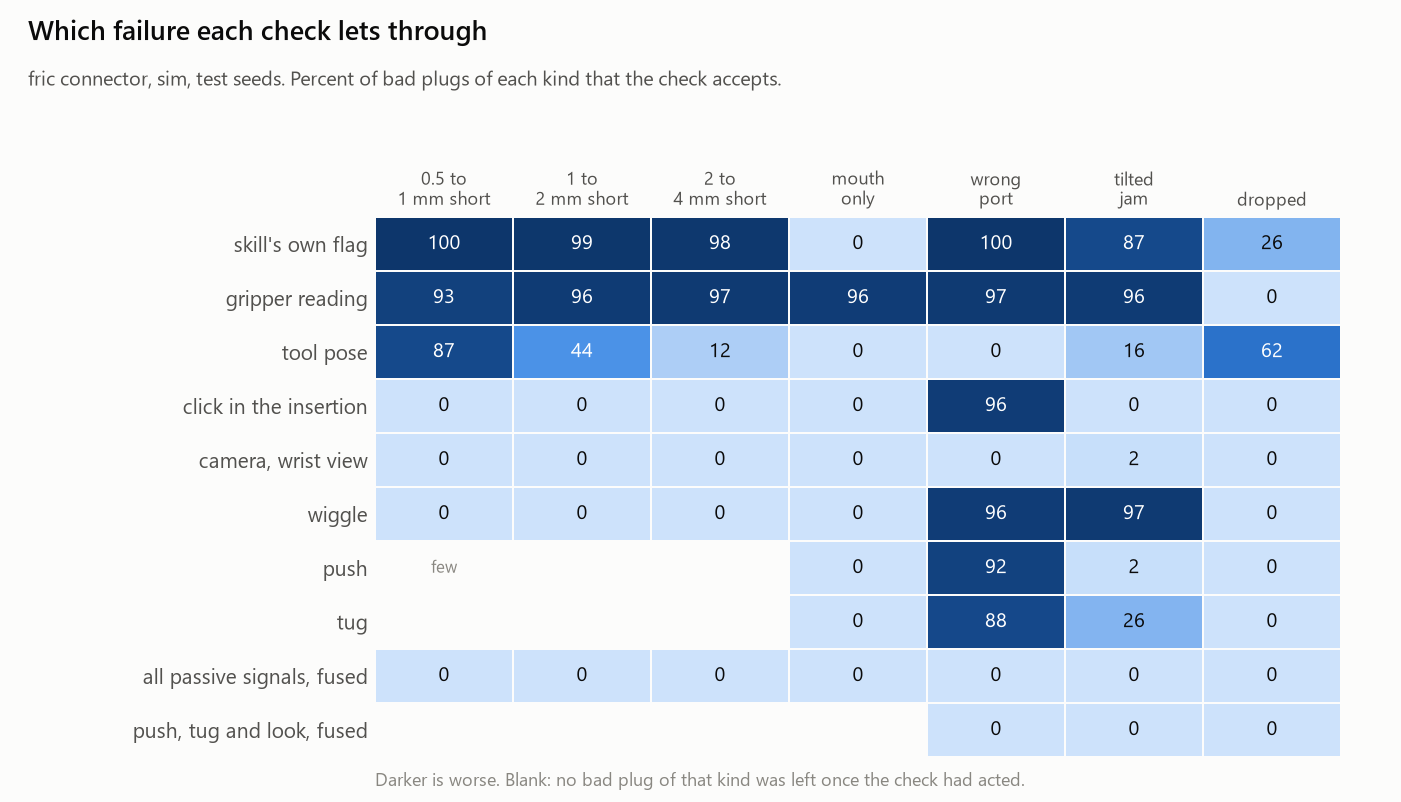 Which failure each check lets through
fric connector, sim, test seeds. Percent of bad plugs of each kind that the check accepts.
0.5 to 1 to 2 to mouth wrong tilted
1 mm short 2 mm short 4 mm short only port jam dropped
skill's own flag 100 99 98 0 100 87 26
gripper reading 93 96 97 96 97 96 0
tool pose 87 44 12 0 0 16 62
click in the insertion 0 0 0 0 96 0 0
camera, wrist view 0 0 0 0 0 2 0
wiggle 0 0 0 0 96 97 0
push few 0 92 2 0
tug 0 88 26 0
all passive signals, fused 0 0 0 0 0 0 0
push, tug and look, fused 0 0 0
Darker is worse. Blank: no bad plug of that kind was left once the check had acted.